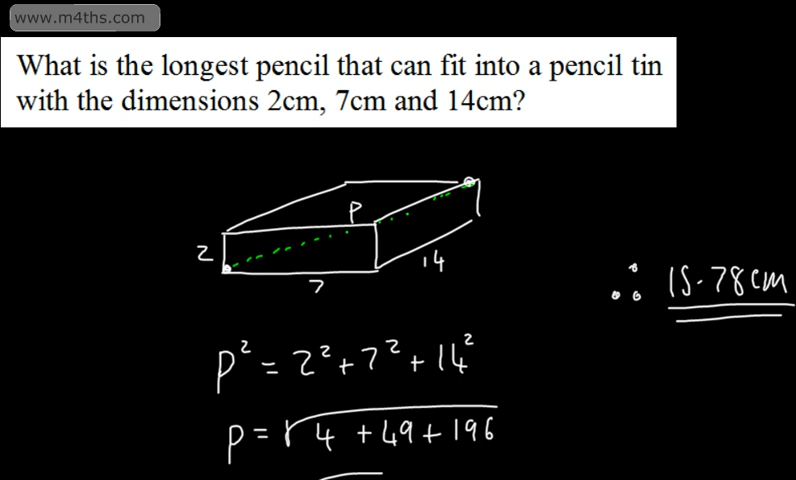 www.m4ths.com
What is the longest pencil that can fit into a pencil tin
with the dimensions 2cm, 7cm and 14cm?
P
2
14
7
∴ 15.78cm
p² = 2² + 7² + 14²
p = √4 + 49 + 196